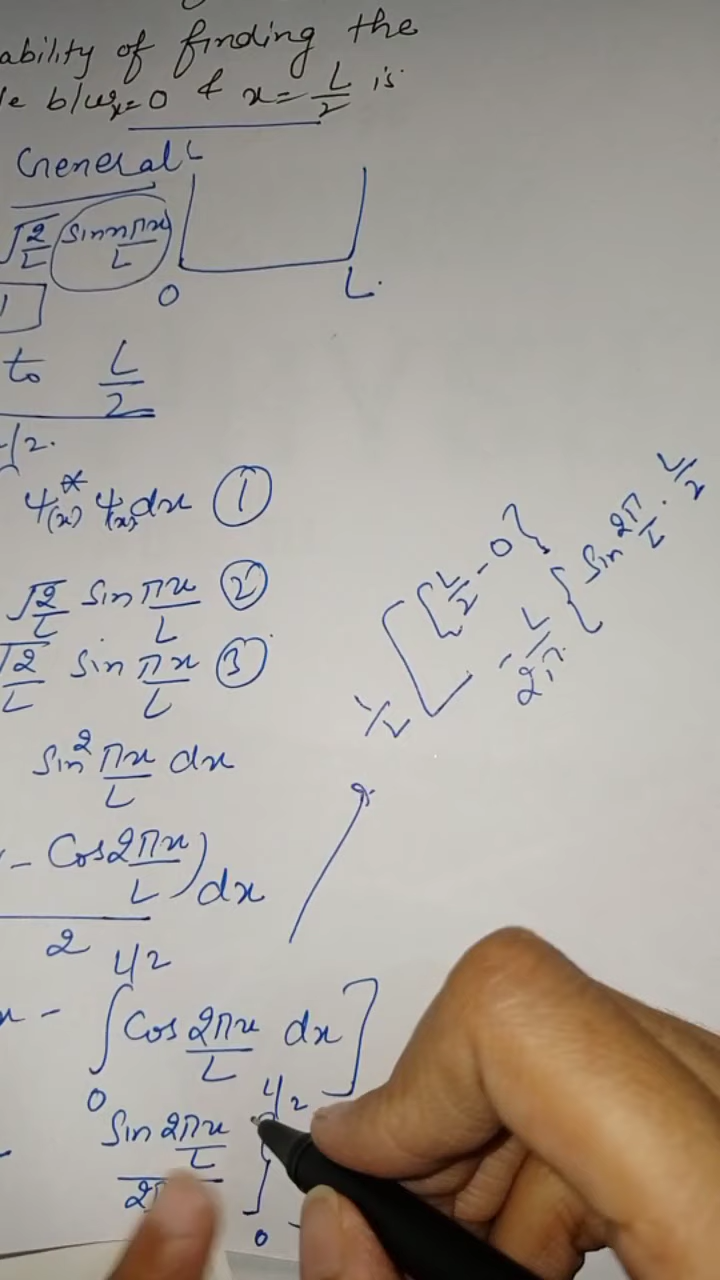 ability of finding the
le b/w x=0 & x = L/2 is
General
√2/L sin nπx/L
0 L.
to L/2
ψ*(x) ψ(x) dx ①
√2/L Sin πx/L ②
√2/L Sin πx/L ③
Sin² πx/L dx
- Cos 2πx/L) dx
2
L/2
x - ∫ Cos 2πx/L dx ]
0
Sin 2πx/L ] L/2
0
1/2 [ { L/2 - 0 }
- L/2π { Sin 2π/L . L/2